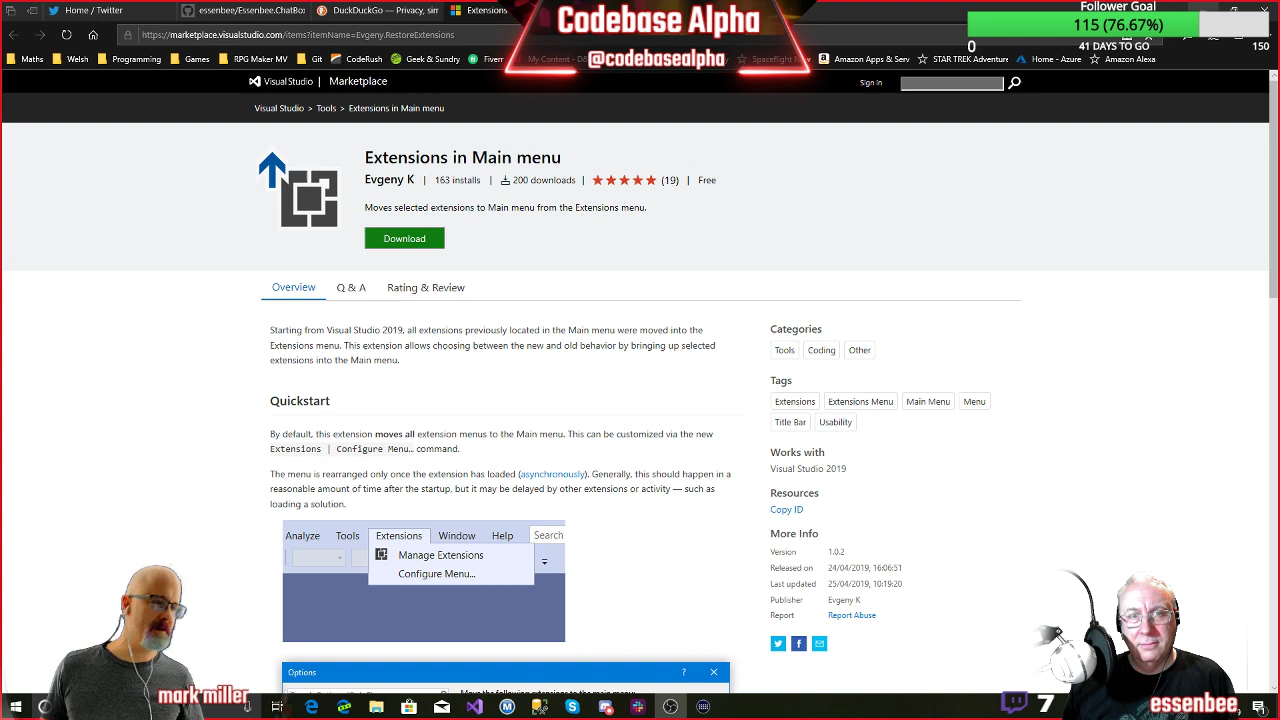 Home / Twitter
essenbee/Essenbee.ChatBo
DuckDuckGo — Privacy, sim
Extensions
Codebase Alpha
@codebasealpha
Follower Goal
115 (76.67%)
0
41 DAYS TO GO
150
https://marketplace.visualstudio.com/items?itemName=Evgeny.RestoreExtensions
Maths
Welsh
Programming
Games
RPG Maker MV
Git
CodeRush
Geek & Sundry
Fiverr
My Content - D&
Spaceflight
Amazon Apps & Serv
STAR TREK Adventure
Home - Azure
Amazon Alexa
Visual Studio | Marketplace
Sign in
Visual Studio > Tools > Extensions in Main menu
Extensions in Main menu
Evgeny K | 163 installs | 200 downloads | (19) | Free
Moves selected extensions to Main menu from the Extensions menu.
Download
Overview
Q & A
Rating & Review
Starting from Visual Studio 2019, all extensions previously located in the Main menu were moved into the
Extensions menu. This extension allows choosing between the new and old behavior by bringing up selected
extensions into the Main menu.
Quickstart
By default, this extension moves all extension menus to the Main menu. This can be customized via the new
Extensions | Configure Menu… command.
The menu is rearranged only once the extension has loaded (asynchronously). Generally, this should happen in a
reasonable amount of time after the startup, but it may be delayed by other extensions or activity — such as
loading a solution.
Analyze Tools Extensions Window Help Search
Manage Extensions
Configure Menu...
Options ?
Move the following extensions to the main menu:
Categories
Tools
Coding
Other
Tags
Extensions
Extensions Menu
Main Menu
Menu
Title Bar
Usability
Works with
Visual Studio 2019
Resources
Copy ID
More Info
Version 1.0.2
Released on 24/04/2019, 16:06:51
Last updated 25/04/2019, 10:19:20
Publisher Evgeny K
Report Report Abuse
mark miller
7
essenbee